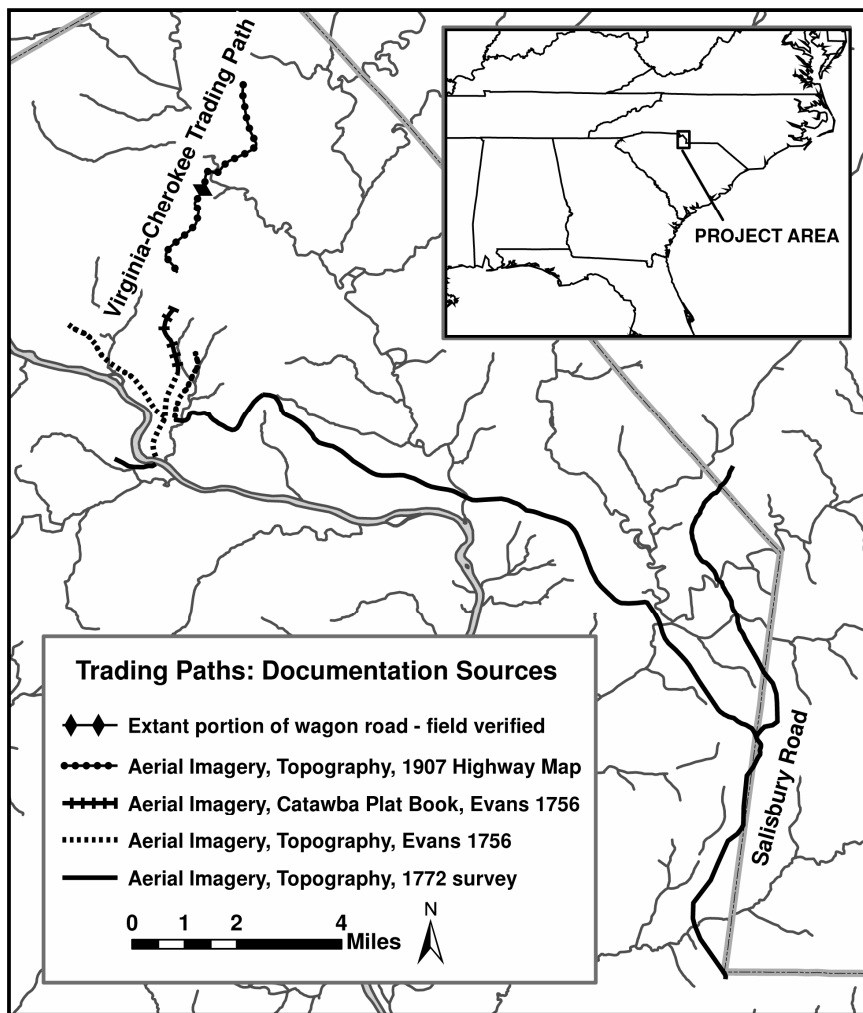 Virginia-Cherokee Trading Path
PROJECT AREA
Salisbury Road
Trading Paths: Documentation Sources
Extant portion of wagon road - field verified
Aerial Imagery, Topography, 1907 Highway Map
Aerial Imagery, Catawba Plat Book, Evans 1756
Aerial Imagery, Topography, Evans 1756
Aerial Imagery, Topography, 1772 survey
0 1 2 4
Miles
N